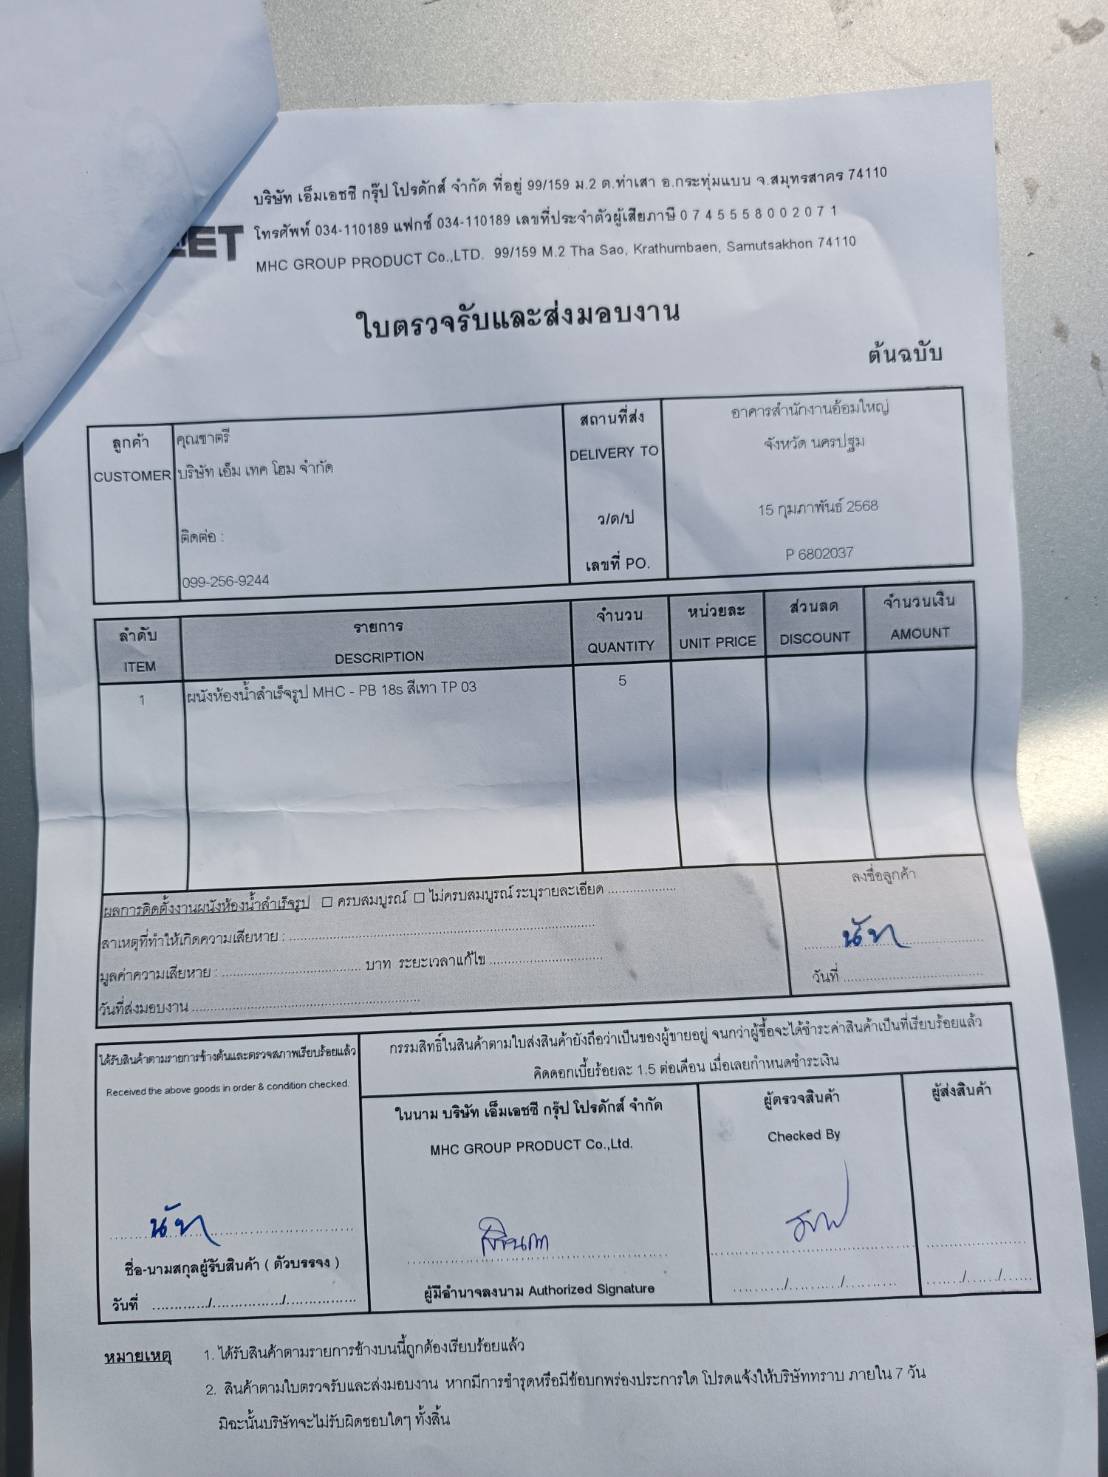 บริษัท เอ็มเอชซี กรุ๊ป โปรดักส์ จำกัด ที่อยู่ 99/159 ม.2 ต.ท่าเสา อ.กระทุ่มแบน จ.สมุทรสาคร 74110
โทรศัพท์ 034-110189 แฟกซ์ 034-110189 เลขที่ประจำตัวผู้เสียภาษี 0 7 4 5 5 5 8 0 0 2 0 7 1
ET
MHC GROUP PRODUCT Co.,LTD. 99/159 M.2 Tha Sao, Krathumbaen, Samutsakhon 74110
ใบตรวจรับและส่งมอบงาน
ต้นฉบับ
ลูกค้า
CUSTOMER
คุณชาตรี
บริษัท เอ็ม เทค โฮม จำกัด
ติดต่อ :
099-256-9244
สถานที่ส่ง
DELIVERY TO
อาคารสำนักงานอ้อมใหญ่
จังหวัด นครปฐม
ว/ด/ป
15 กุมภาพันธ์ 2568
เลขที่ PO.
P 6802037
ลำดับ รายการ จำนวน หน่วยละ ส่วนลด จำนวนเงิน
ITEM DESCRIPTION QUANTITY UNIT PRICE DISCOUNT AMOUNT
1 ผนังห้องน้ำสำเร็จรูป MHC - PB 18s สีเทา TP 03 5
ผลการติดตั้งงานผนังห้องน้ำสำเร็จรูป ☐ ครบสมบูรณ์ ☐ ไม่ครบสมบูรณ์ ระบุรายละเอียด ....................
สาเหตุที่ทำให้เกิดความเสียหาย : ..........................................................
มูลค่าความเสียหาย : .................................... บาท ระยะเวลาแก้ไข ..............................
วันที่ส่งมอบงาน ............................................................
ลงชื่อลูกค้า
นัท
วันที่ ....................................
ได้รับสินค้าตามรายการข้างต้นและตรวจสภาพเรียบร้อยแล้ว
Received the above goods in order & condition checked.
นัท
ชื่อ-นามสกุลผู้รับสินค้า ( ตัวบรรจง )
วันที่ ............./................/................
กรรมสิทธิ์ในสินค้าตามใบส่งสินค้ายังถือว่าเป็นของผู้ขายอยู่ จนกว่าผู้ซื้อจะได้ชำระค่าสินค้าเป็นที่เรียบร้อยแล้ว
คิดดอกเบี้ยร้อยละ 1.5 ต่อเดือน เมื่อเลยกำหนดชำระเงิน
ในนาม บริษัท เอ็มเอชซี กรุ๊ป โปรดักส์ จำกัด
MHC GROUP PRODUCT Co.,Ltd.
ผู้มีอำนาจลงนาม Authorized Signature
ผู้ตรวจสินค้า
Checked By
............/............/............
ผู้ส่งสินค้า
......../......./.......
หมายเหตุ 1. ได้รับสินค้าตามรายการข้างบนนี้ถูกต้องเรียบร้อยแล้ว
2. สินค้าตามใบตรวจรับและส่งมอบงาน หากมีการชำรุดหรือมีข้อบกพร่องประการใด โปรดแจ้งให้บริษัททราบ ภายใน 7 วัน
มิฉะนั้นบริษัทจะไม่รับผิดชอบใดๆ ทั้งสิ้น